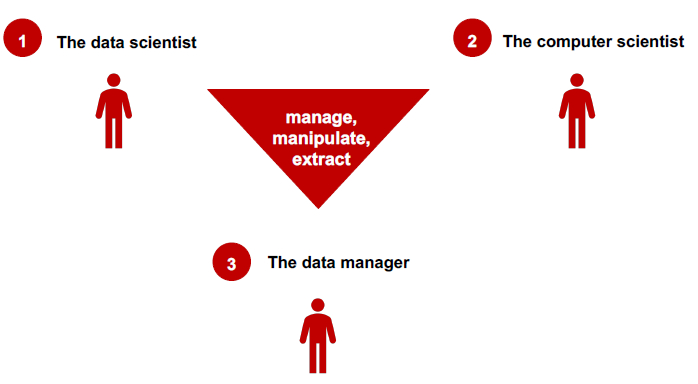 1 The data scientist
2 The computer scientist
manage,
manipulate,
extract
3 The data manager